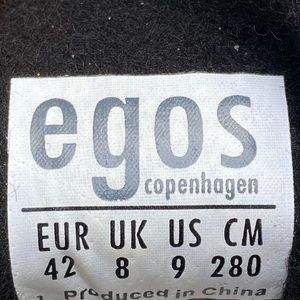 egos
copenhagen
EUR UK US CM
42 8 9 280
Produced in China